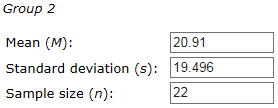 Group 2
Mean (M): 20.91
Standard deviation (s): 19.496
Sample size (n): 22